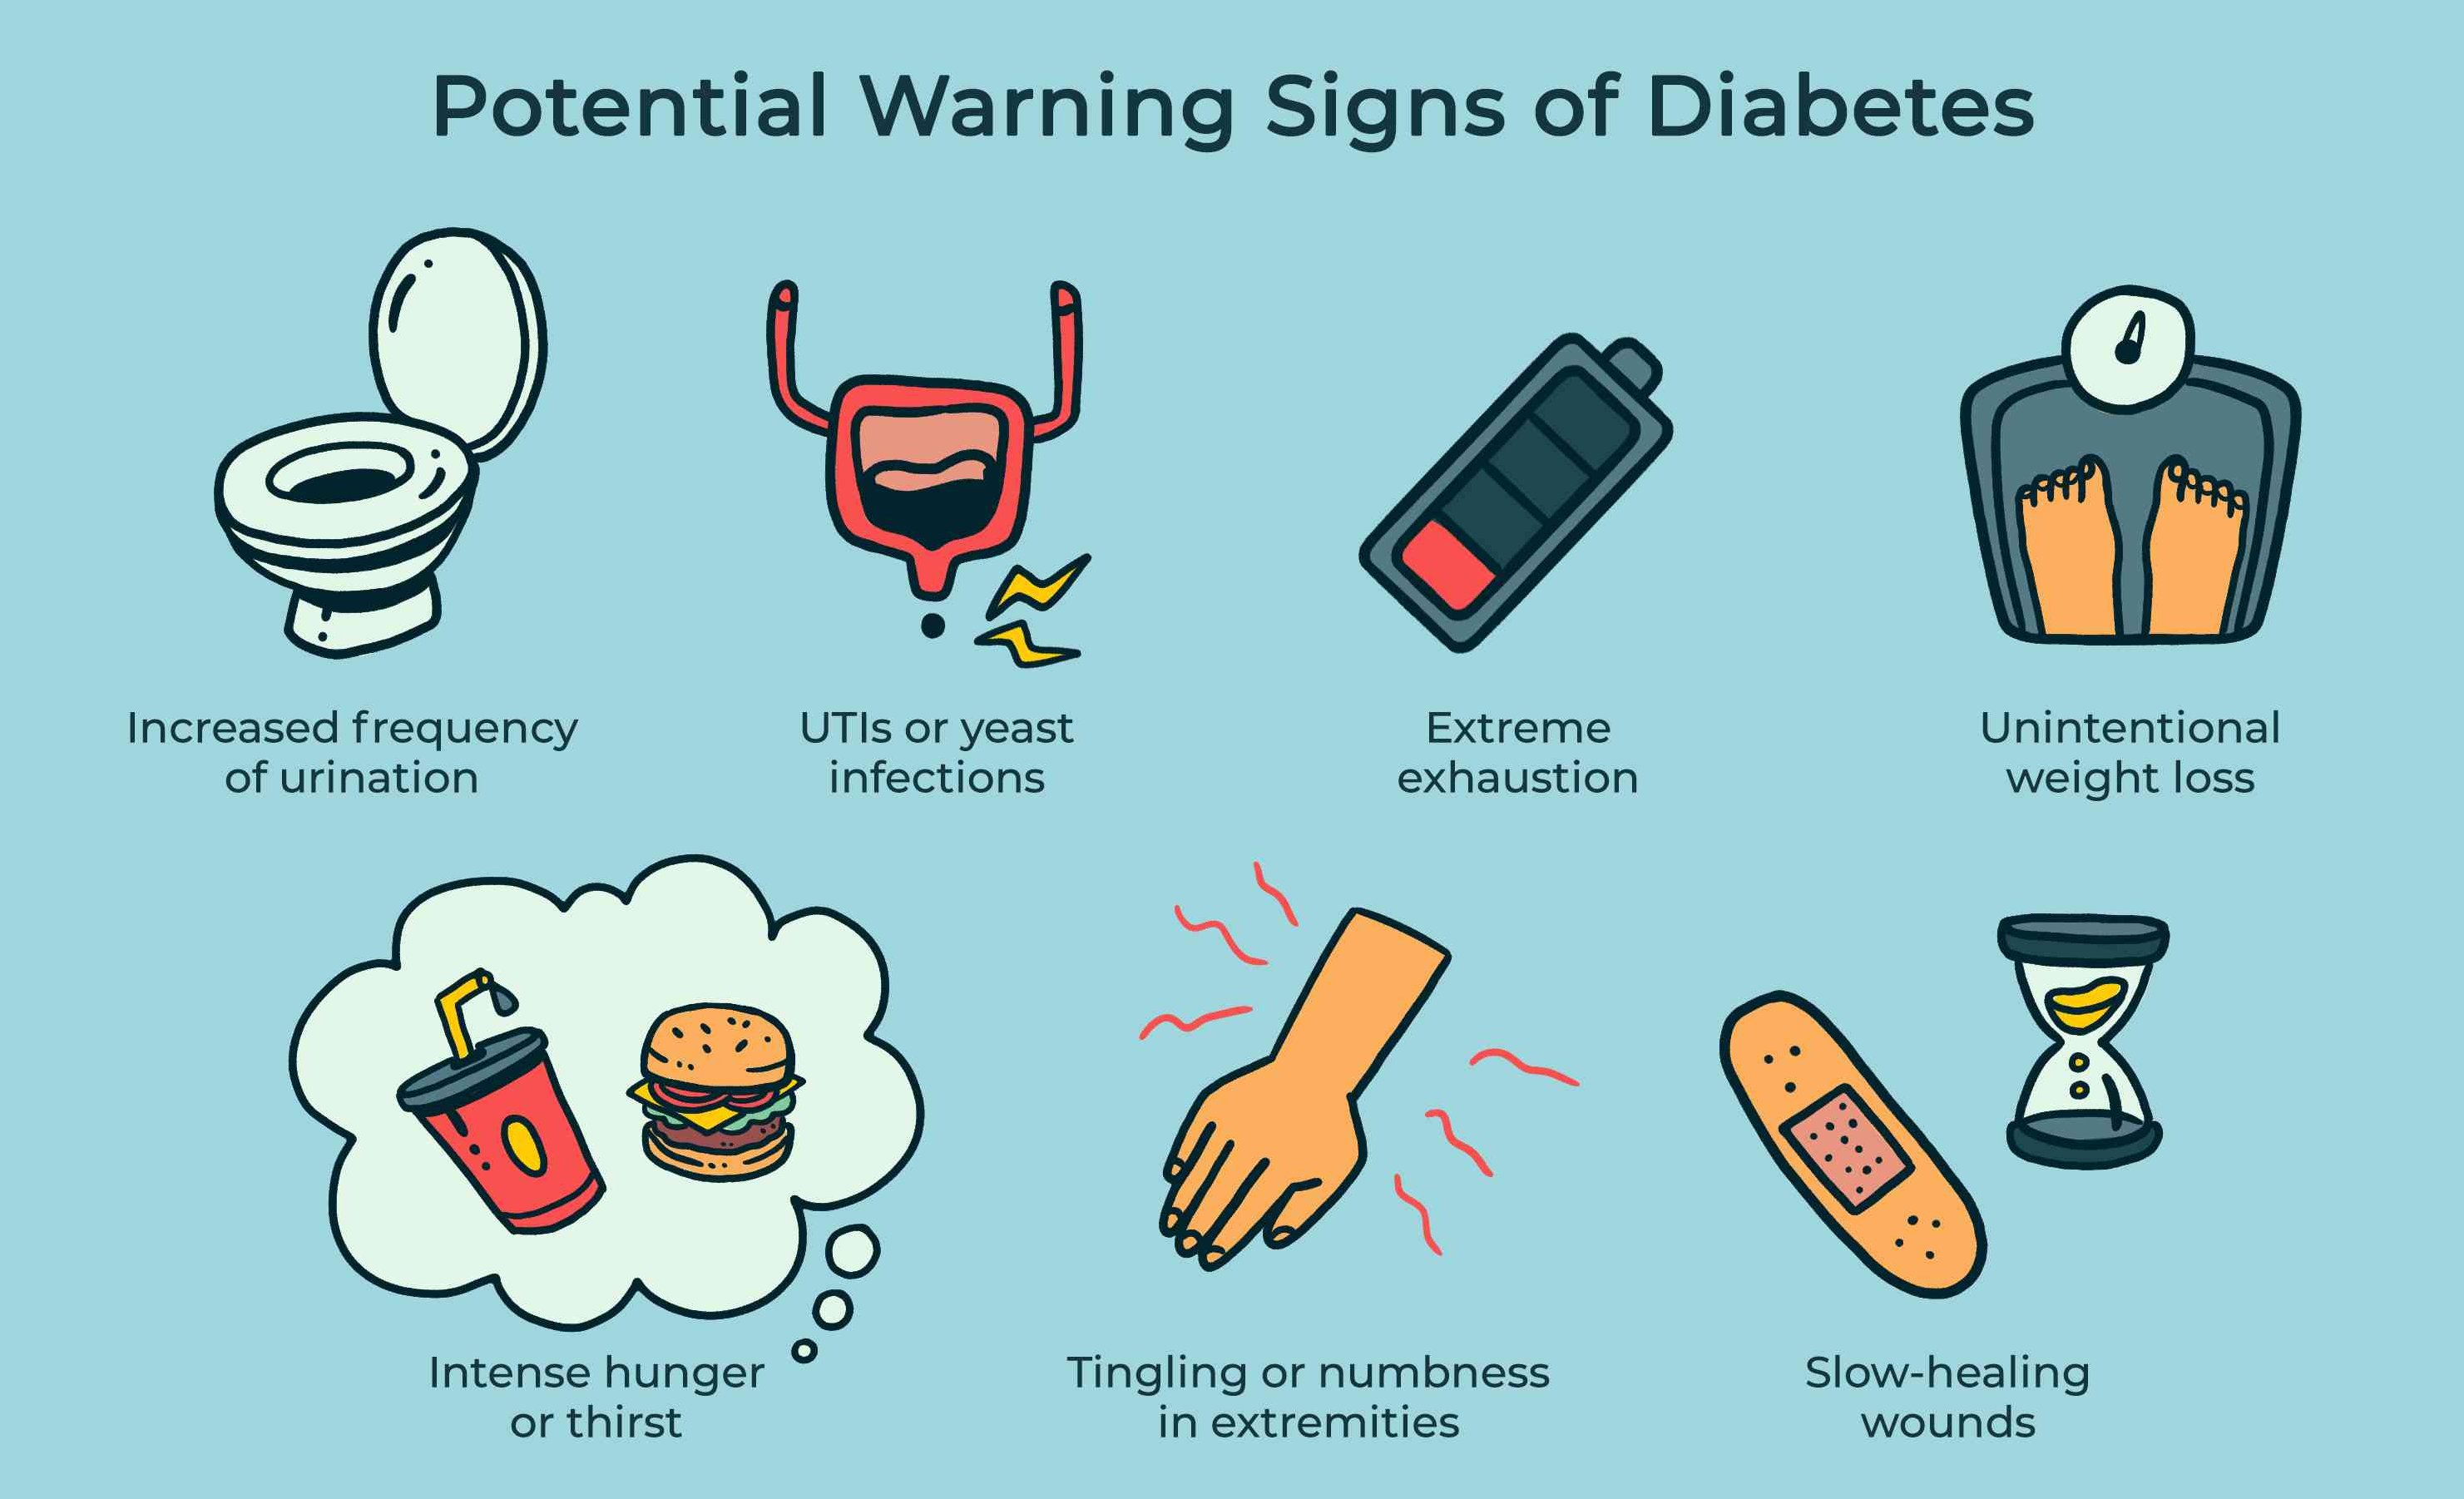 Potential Warning Signs of Diabetes
Increased frequency
of urination
UTIs or yeast
infections
Extreme
exhaustion
Unintentional
weight loss
Intense hunger
or thirst
Tingling or numbness
in extremities
Slow-healing
wounds